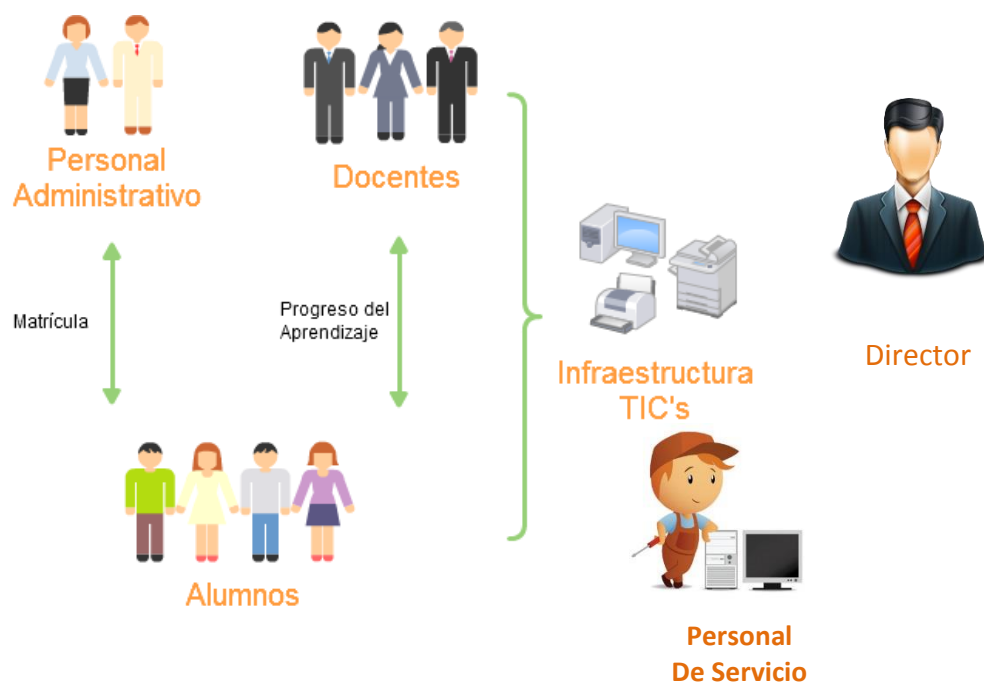 Personal
Administrativo
Docentes
Matrícula
Progreso del
Aprendizaje
Infraestructura
TIC's
Director
Alumnos
Personal
De Servicio